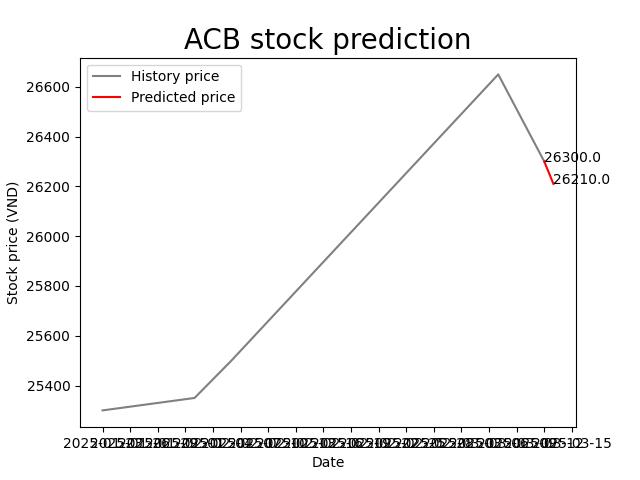 ACB stock prediction
History price
Predicted price
26600
26400
26200
26000
25800
25600
25400
Stock price (VND)
26300.0
26210.0
Date